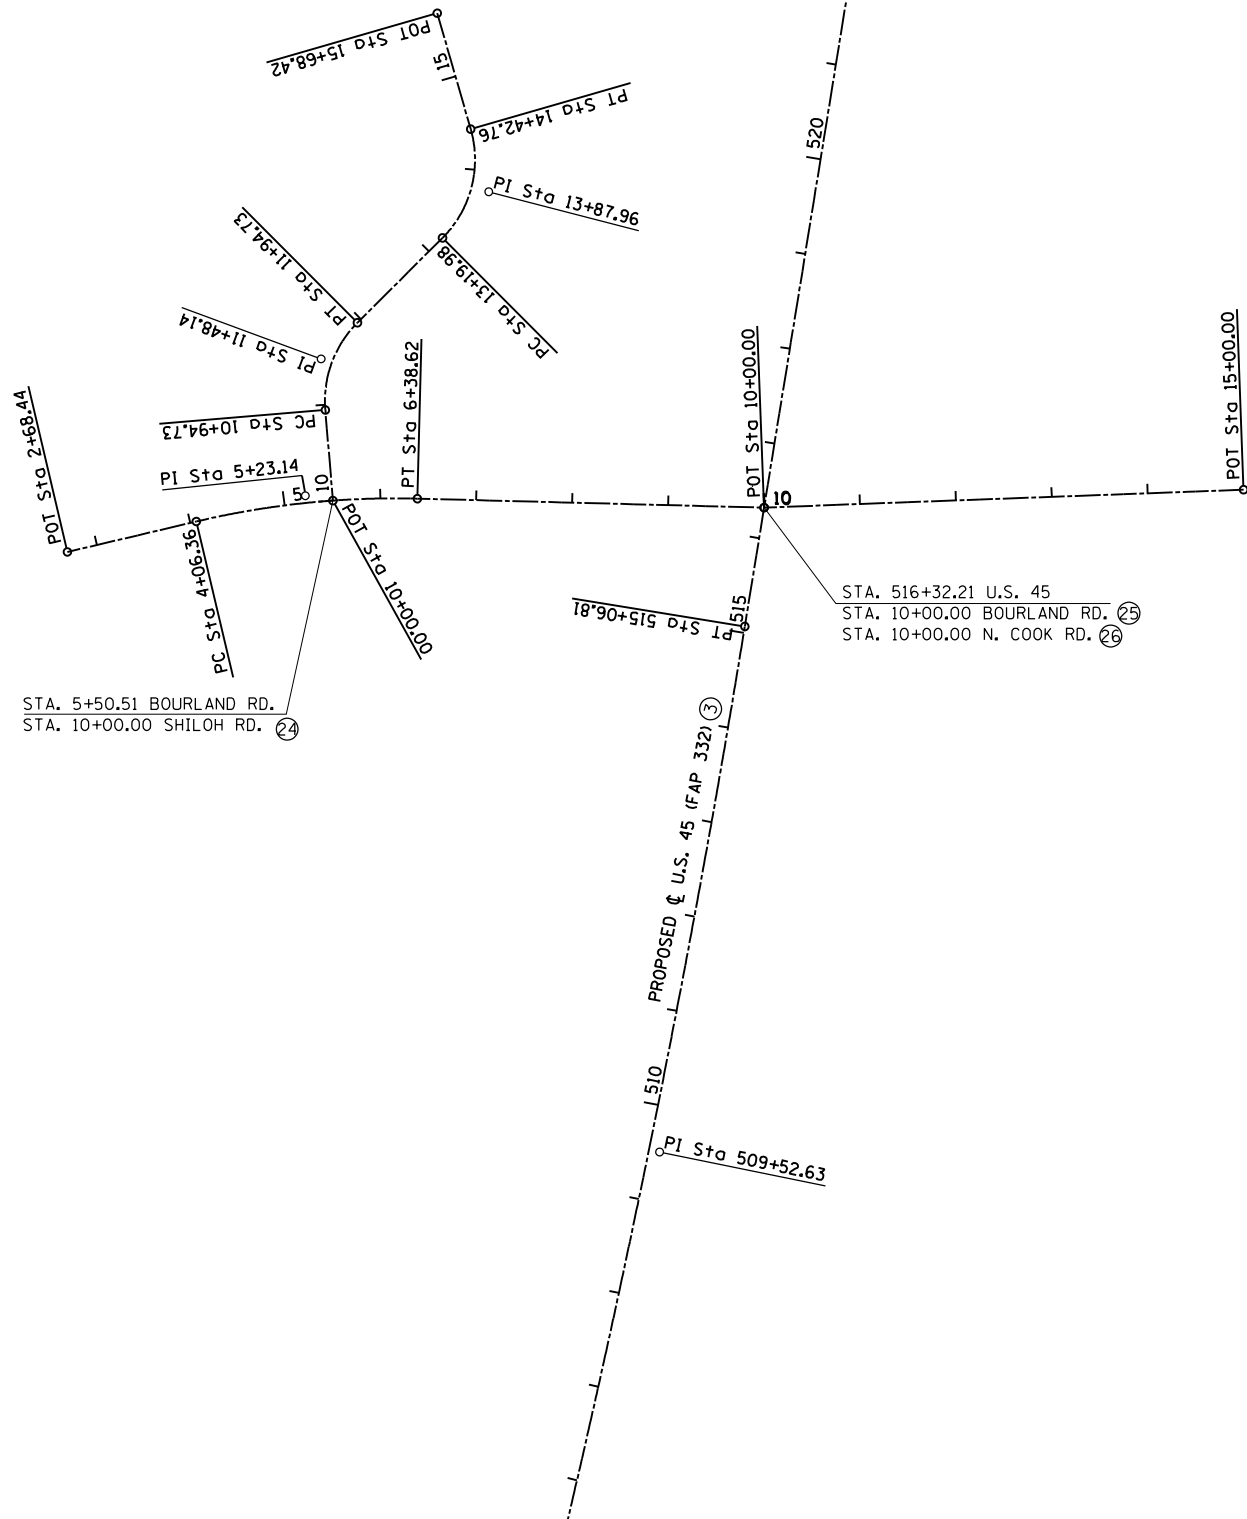 POT Sta 15+68.42
15
PT Sta 14+42.76
PI Sta 13+87.96
520
PT Sta 11+94.73
PC Sta 13+19.98
PI Sta 11+48.14
PC Sta 10+94.73
PT Sta 6+38.62
POT Sta 10+00.00
POT Sta 15+00.00
POT Sta 2+68.44
PI Sta 5+23.14
5
10
10
PC Sta 4+06.36
POT Sta 10+00.00
PT Sta 515+06.81
515
STA. 516+32.21 U.S. 45
STA. 10+00.00 BOURLAND RD. 25
STA. 10+00.00 N. COOK RD. 26
STA. 5+50.51 BOURLAND RD.
STA. 10+00.00 SHILOH RD. 24
PROPOSED ℄ U.S. 45 (FAP 332) 3
510
PI Sta 509+52.63